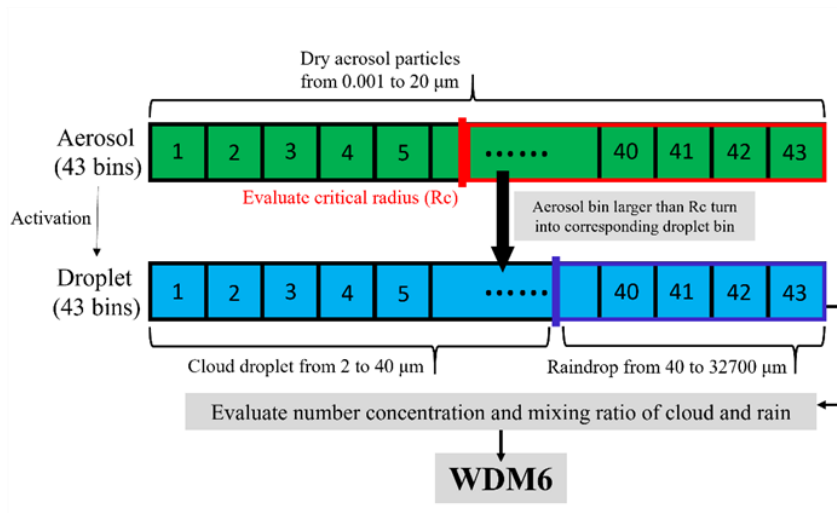 Dry aerosol particles
from 0.001 to 20 μm
Aerosol
(43 bins)
1 2 3 4 5 ...... 40 41 42 43
Evaluate critical radius (Rc)
Activation
Aerosol bin larger than Rc turn
into corresponding droplet bin
Droplet
(43 bins)
1 2 3 4 5 ...... 40 41 42 43
Cloud droplet from 2 to 40 μm
Raindrop from 40 to 32700 μm
Evaluate number concentration and mixing ratio of cloud and rain
WDM6